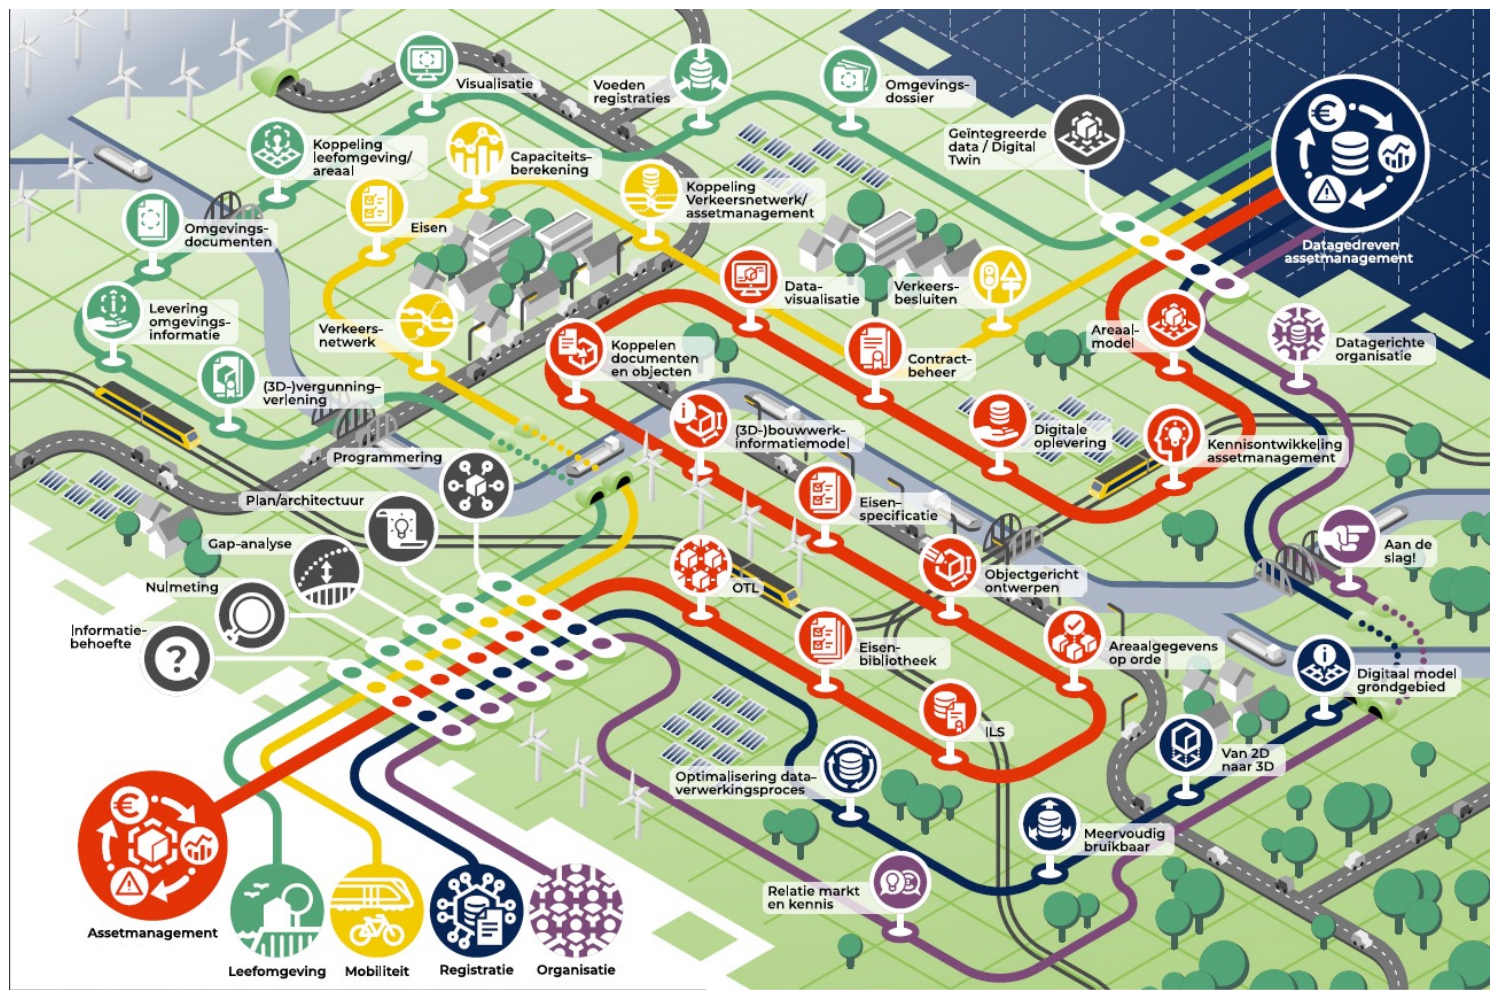 Visualisatie
Voeden
registraties
Omgevings-
dossier
Geïntegreerde
data / Digital
Twin
Datagedreven
assetmanagement
Koppeling
leefomgeving/
areaal
Capaciteits-
berekening
Koppeling
Verkeersnetwerk/
assetmanagement
Omgevings-
documenten
Eisen
Levering
omgevings-
informatie
Verkeers-
netwerk
Data-
visualisatie
Verkeers-
besluiten
Koppelen
documenten
en objecten
Contract-
beheer
Areaal-
model
Datagerichte
organisatie
(3D-)vergunning-
verlening
(3D-)bouwwerk-
informatiemodel
Digitale
oplevering
Kennisontwikkeling
assetmanagement
Programmering
Plan/architectuur
Gap-analyse
Nulmeting
Informatie-
behoefte
?
Eisen-
specificatie
Aan de
slag!
OTL
Objectgericht
ontwerpen
Eisen-
bibliotheek
Areaalgegevens
op orde
Digitaal model
grondgebied
ILS
Van 2D
naar 3D
Optimalisering data-
verwerkingsproces
Meervoudig
bruikbaar
Relatie markt
en kennis
Assetmanagement
Leefomgeving
Mobiliteit
Registratie
Organisatie